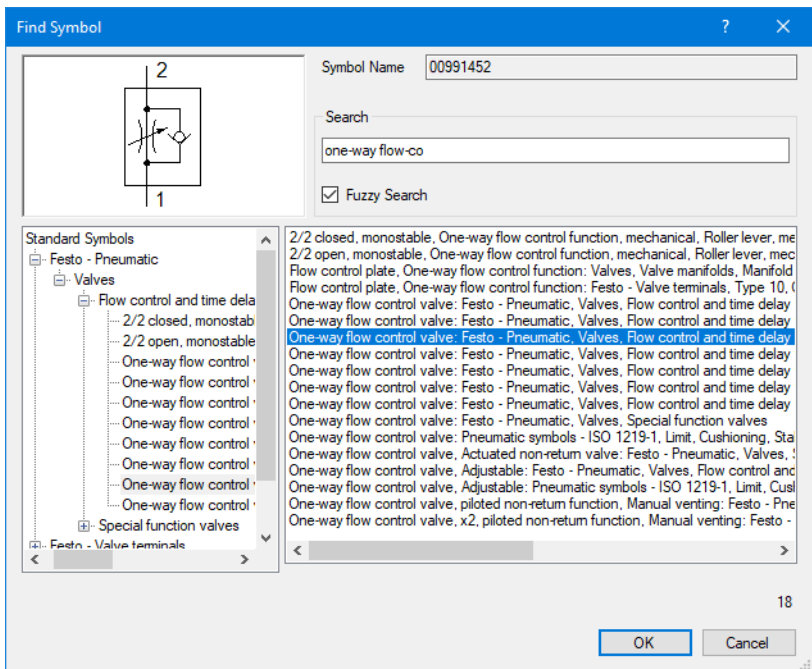 Find Symbol
?
2
1
Symbol Name
00991452
Search
one-way flow-co
Fuzzy Search
Standard Symbols
Festo - Pneumatic
Valves
Flow control and time dela
2/2 closed, monostabl
2/2 open, monostable
One-way flow control
One-way flow control
One-way flow control
One-way flow control
One-way flow control
One-way flow control
One-way flow control
One-way flow control
Special function valves
Festo - Valve terminals
2/2 closed, monostable, One-way flow control function, mechanical, Roller lever, me
2/2 open, monostable, One-way flow control function, mechanical, Roller lever, mec
Flow control plate, One-way flow control function: Valves, Valve manifolds, Manifold
Flow control plate, One-way flow control function: Festo - Valve terminals, Type 10,
One-way flow control valve: Festo - Pneumatic, Valves, Flow control and time delay
One-way flow control valve: Festo - Pneumatic, Valves, Flow control and time delay
One-way flow control valve: Festo - Pneumatic, Valves, Flow control and time delay
One-way flow control valve: Festo - Pneumatic, Valves, Flow control and time delay
One-way flow control valve: Festo - Pneumatic, Valves, Flow control and time delay
One-way flow control valve: Festo - Pneumatic, Valves, Flow control and time delay
One-way flow control valve: Festo - Pneumatic, Valves, Flow control and time delay
One-way flow control valve: Festo - Pneumatic, Valves, Special function valves
One-way flow control valve: Pneumatic symbols - ISO 1219-1, Limit, Cushioning, Sta
One-way flow control valve, Actuated non-return valve: Festo - Pneumatic, Valves,
One-way flow control valve, Adjustable: Festo - Pneumatic, Valves, Flow control and
One-way flow control valve, Adjustable: Pneumatic symbols - ISO 1219-1, Limit, Cusl
One-way flow control valve, piloted non-return function, Manual venting: Festo - Pne
One-way flow control valve, x2, piloted non-return function, Manual venting: Festo -
18
OK
Cancel